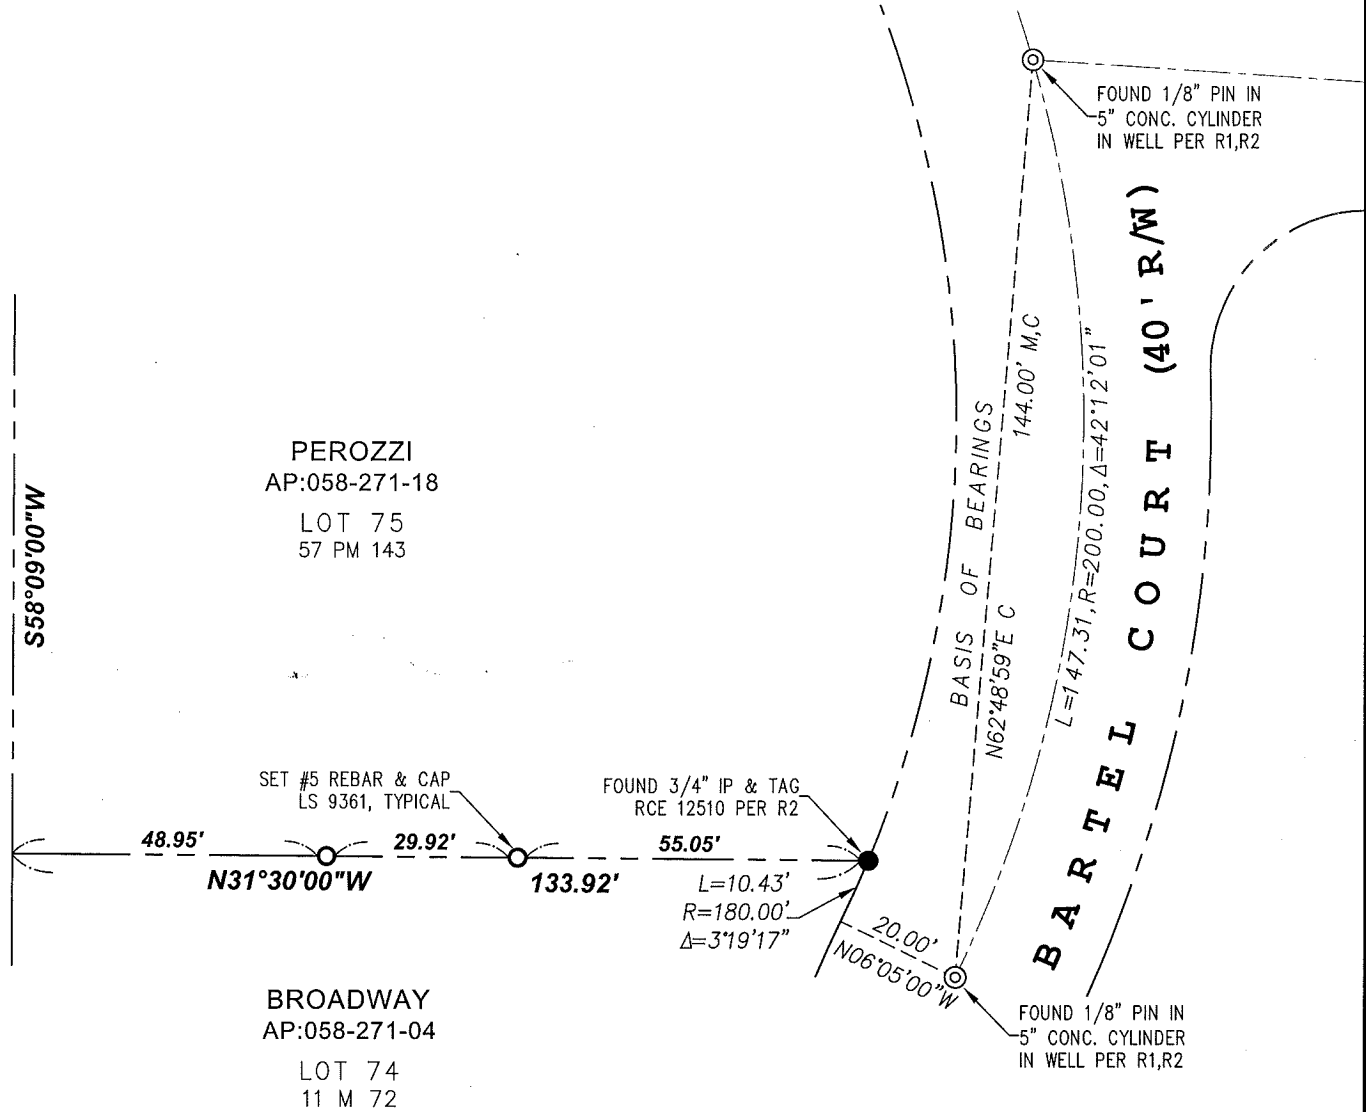 FOUND 1/8" PIN IN
5" CONC. CYLINDER
IN WELL PER R1,R2
BARTEL COURT (40' R/W)
144.00' M,C
L=147.31, R=200.00, Δ=42°12'01"
BASIS OF BEARINGS
N62°48'59"E C
PEROZZI
AP:058-271-18
LOT 75
57 PM 143
S58°09'00"W
SET #5 REBAR & CAP
LS 9361, TYPICAL
FOUND 3/4" IP & TAG
RCE 12510 PER R2
48.95'
29.92'
55.05'
N31°30'00"W
133.92'
L=10.43'
R=180.00'
Δ=3°19'17"
20.00'
N06°05'00"W
BROADWAY
AP:058-271-04
LOT 74
11 M 72
FOUND 1/8" PIN IN
5" CONC. CYLINDER
IN WELL PER R1,R2